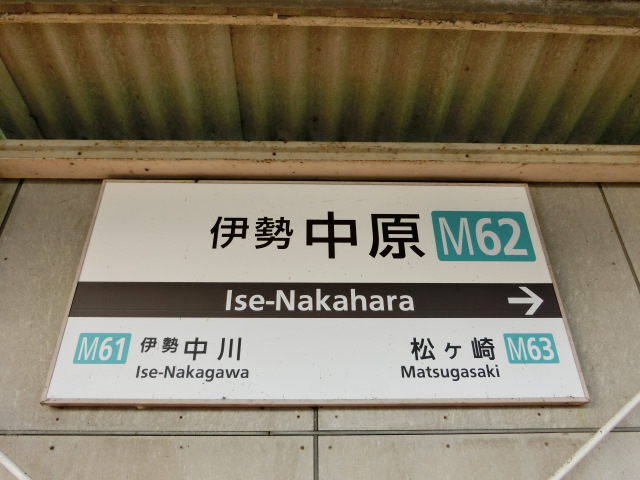 伊勢中原 M62
Ise-Nakahara →
M61 伊勢中川 松ヶ崎 M63
Ise-Nakagawa Matsugasaki